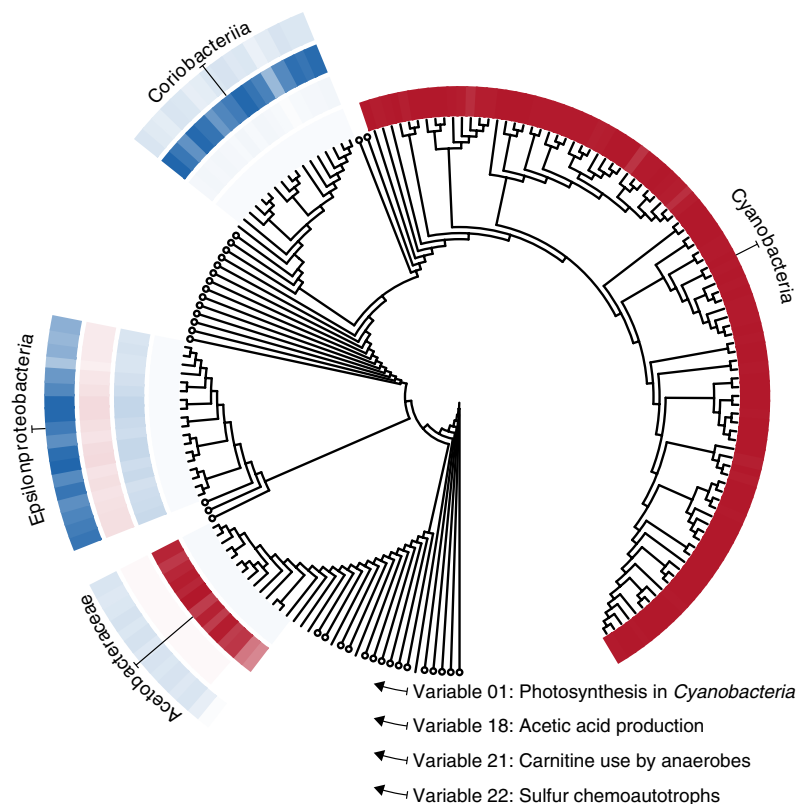 Coriobacteriia
Cyanobacteria
Epsilonproteobacteria
Acetobacteraceae
Variable 01: Photosynthesis in Cyanobacteria
Variable 18: Acetic acid production
Variable 21: Carnitine use by anaerobes
Variable 22: Sulfur chemoautotrophs